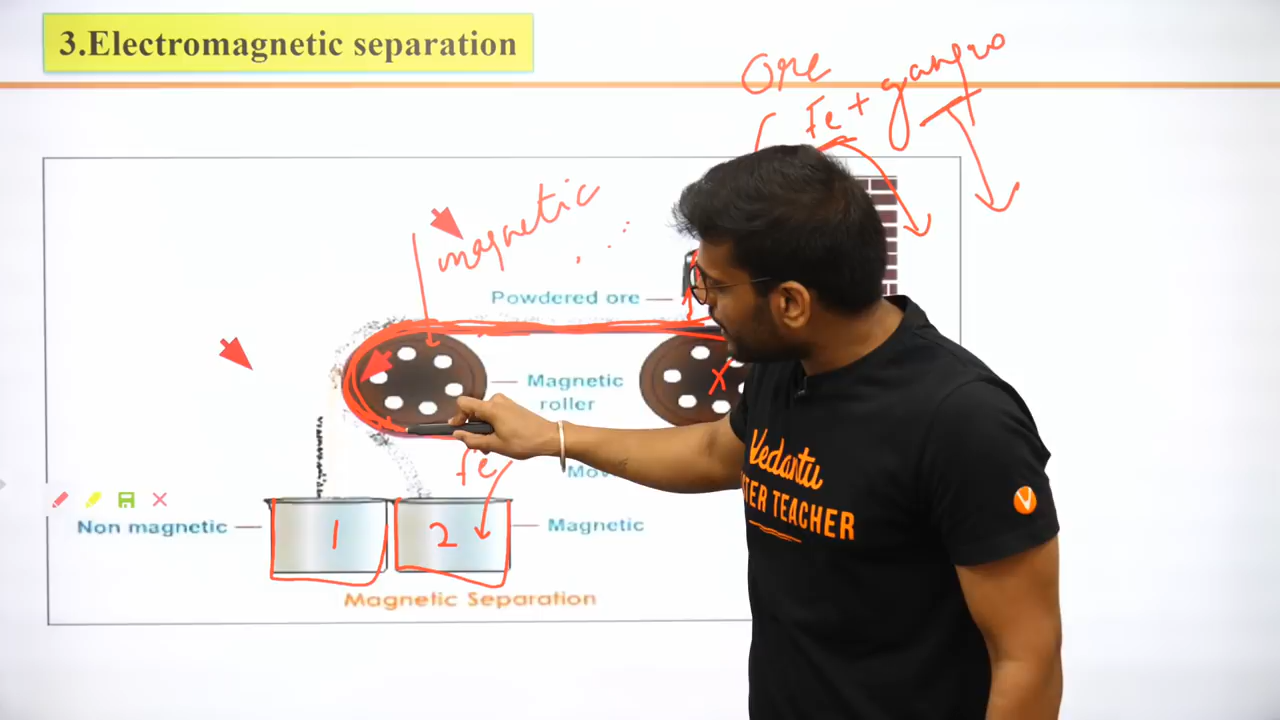 3.Electromagnetic separation
Ore
Fe + gangue
magnetic
Powdered ore
Magnetic
roller
Fe
Non magnetic
1
2
Magnetic
Magnetic Separation
Vedantu
TEACHER
V